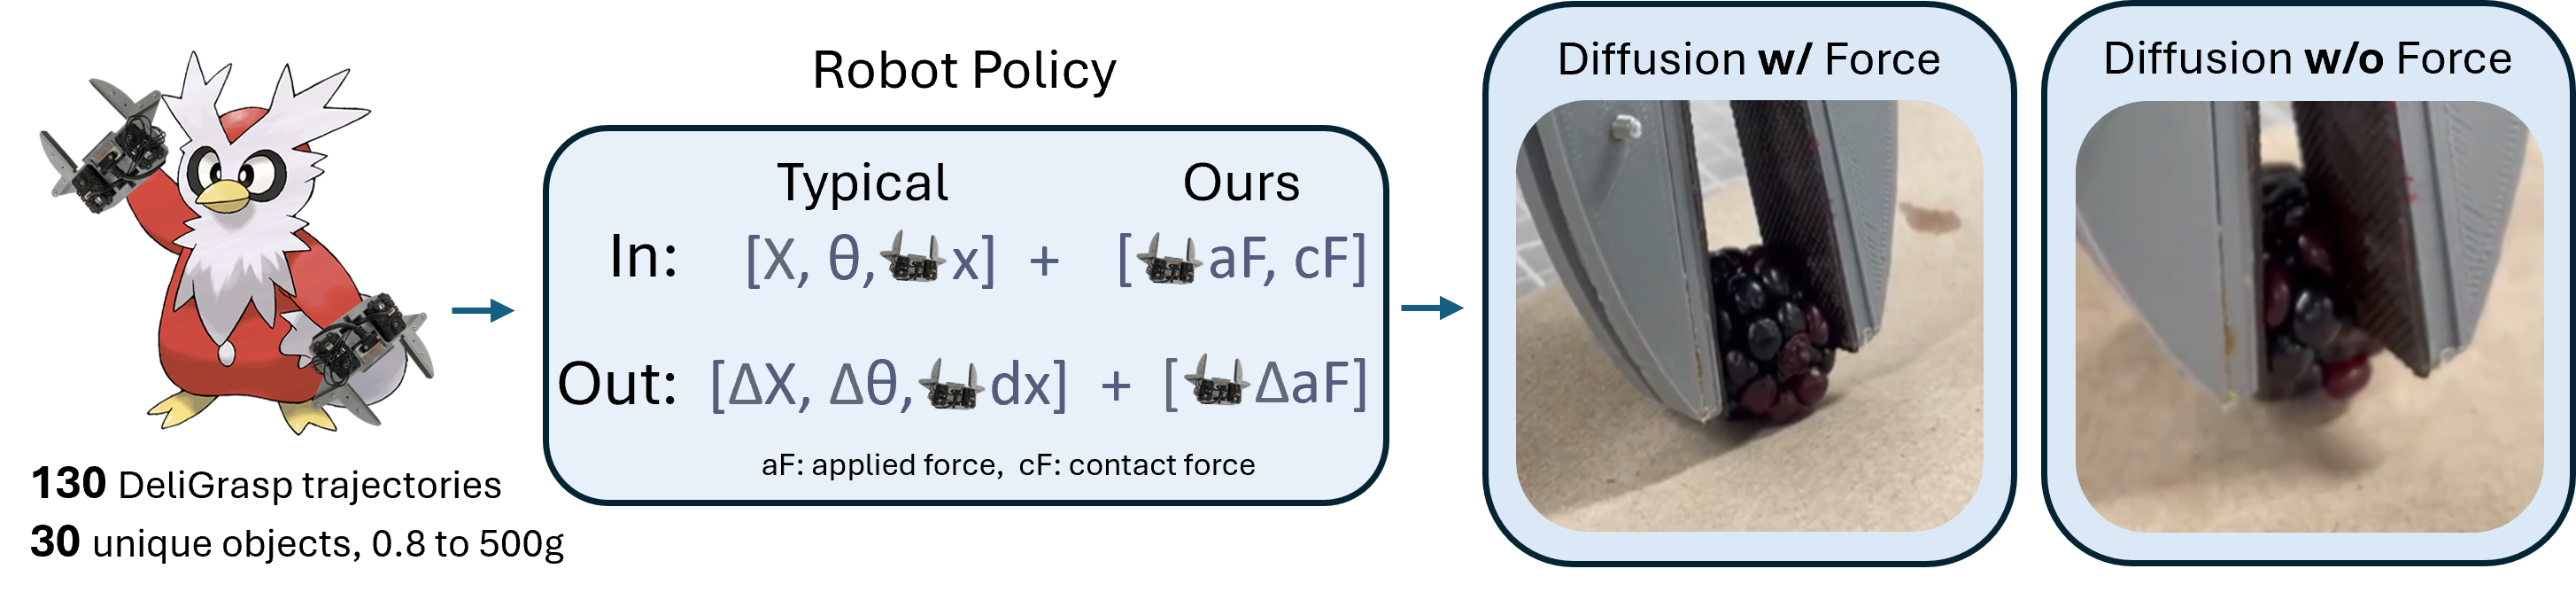 130 DeliGrasp trajectories
30 unique objects, 0.8 to 500g
Robot Policy
Typical Ours
In: [X, θ, x] + [aF, cF]
Out: [ΔX, Δθ, dx] + [ΔaF]
aF: applied force, cF: contact force
Diffusion w/ Force
Diffusion w/o Force